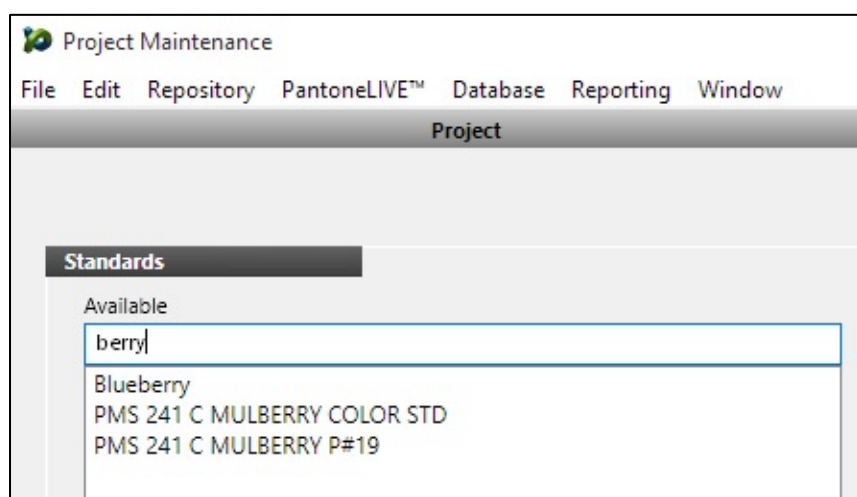 Project Maintenance
File Edit Repository PantoneLIVE™ Database Reporting Window
Project
Standards
Available
berry
Blueberry
PMS 241 C MULBERRY COLOR STD
PMS 241 C MULBERRY P#19